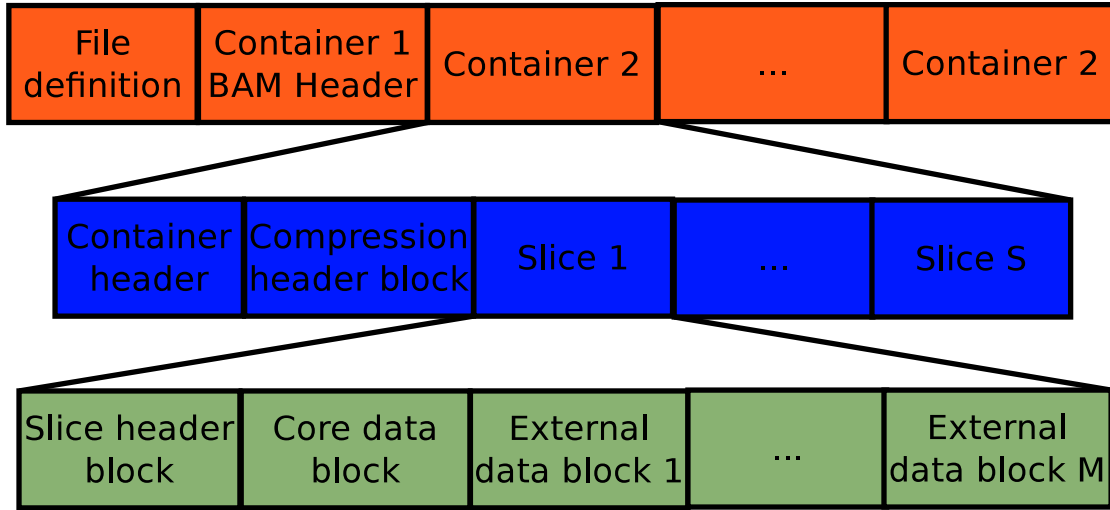 File
definition
Container 1
BAM Header
Container 2
...
Container 2
Container
header
Compression
header block
Slice 1
...
Slice S
Slice header
block
Core data
block
External
data block 1
...
External
data block M